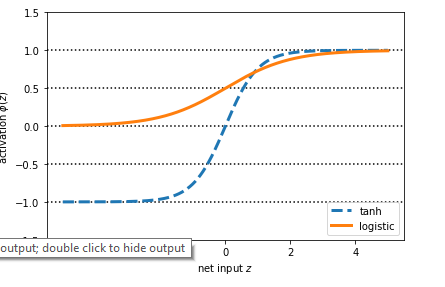 1.5
1.0
0.5
0.0
−0.5
−1.0
activation ϕ(z)
tanh
logistic
output; double click to hide output
0 2 4
net input z